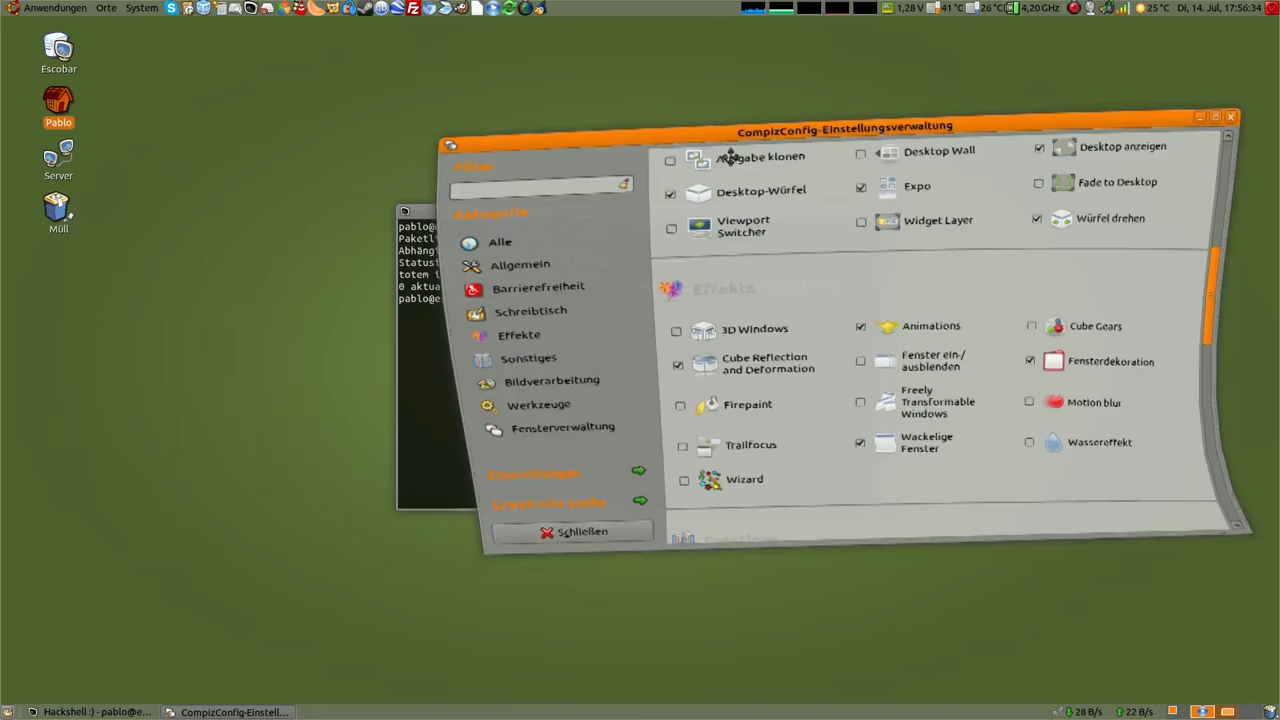 Anwendungen Orte System
1,28 V 41 °C 26 °C 4,20 GHz 25 °C Di, 14. Jul, 17:56:34
Escobar
Pablo
Server
Müll
pablo@
Paketli
Abhängi
Statusi
totem i
0 aktua
pablo@e
CompizConfig-Einstellungsverwaltung
Filter
Kategorie
Alle
Allgemein
Barrierefreiheit
Schreibtisch
Effekte
Sonstiges
Bildverarbeitung
Werkzeuge
Fensterverwaltung
Einstellungen
Erweiterte Suche
Schließen
Ausgabe klonen
Desktop Wall
Desktop anzeigen
Desktop-Würfel
Expo
Fade to Desktop
Viewport
Switcher
Widget Layer
Würfel drehen
Effekte
3D Windows
Animations
Cube Gears
Cube Reflection
and Deformation
Fenster ein-/
ausblenden
Fensterdekoration
Firepaint
Freely
Transformable
Windows
Motion blur
Trailfocus
Wackelige
Fenster
Wassereffekt
Wizard
Hackshell :) - pablo@e...
CompizConfig-Einstell...
28 B/s 22 B/s